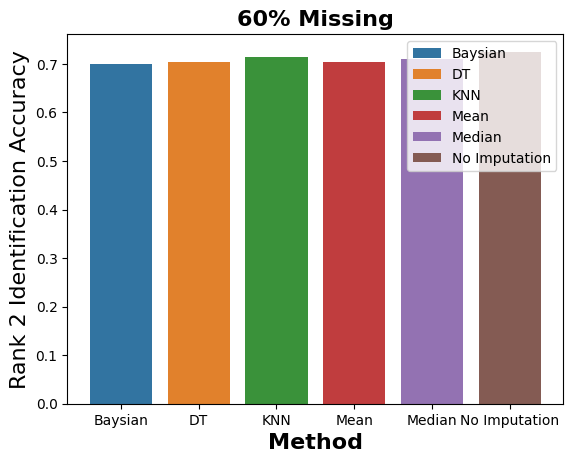 60% Missing
Rank 2 Identification Accuracy
0.7
0.6
0.5
0.4
0.3
0.2
0.1
0.0
Baysian
DT
KNN
Mean
Median
No Imputation
Baysian DT KNN Mean Median No Imputation
Method